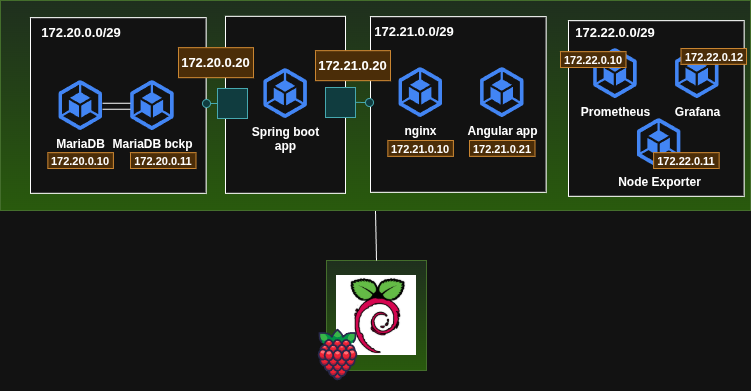 172.20.0.0/29
MariaDB
172.20.0.10
MariaDB bckp
172.20.0.11
172.20.0.20
Spring boot
app
172.21.0.20
172.21.0.0/29
nginx
172.21.0.10
Angular app
172.21.0.21
172.22.0.0/29
172.22.0.10
Prometheus
172.22.0.12
Grafana
172.22.0.11
Node Exporter